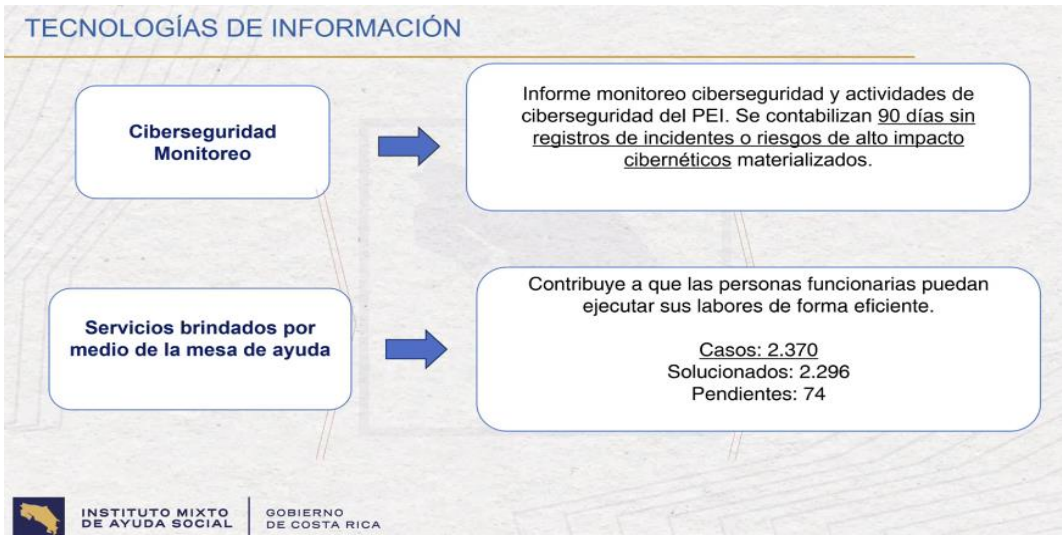 TECNOLOGÍAS DE INFORMACIÓN
Ciberseguridad
Monitoreo
Informe monitoreo ciberseguridad y actividades de
ciberseguridad del PEI. Se contabilizan 90 días sin
registros de incidentes o riesgos de alto impacto
cibernéticos materializados.
Servicios brindados por
medio de la mesa de ayuda
Contribuye a que las personas funcionarias puedan
ejecutar sus labores de forma eficiente.
Casos: 2.370
Solucionados: 2.296
Pendientes: 74
INSTITUTO MIXTO
DE AYUDA SOCIAL
GOBIERNO
DE COSTA RICA